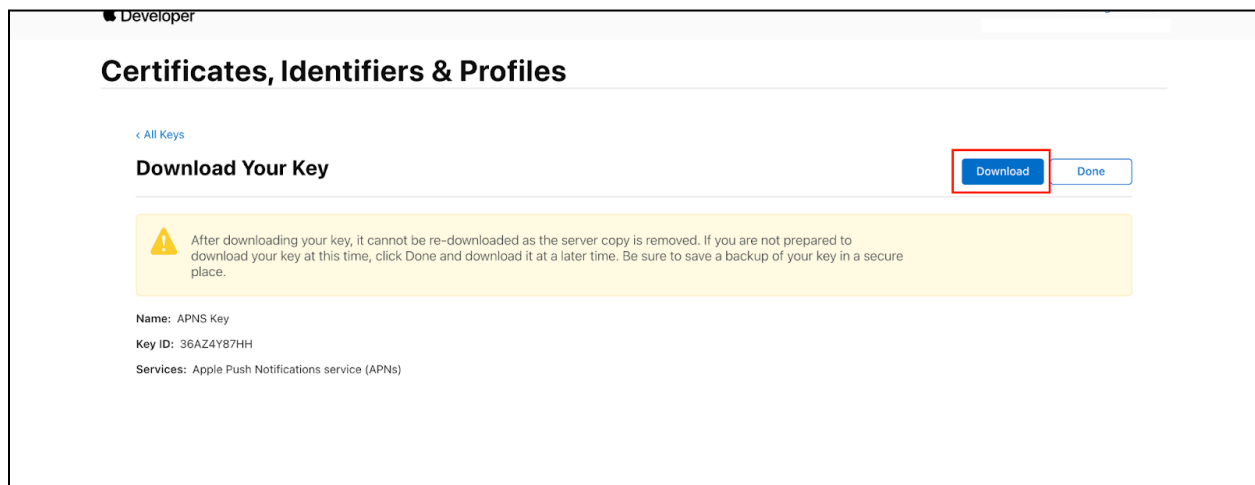 Developer
Certificates, Identifiers & Profiles
‹ All Keys
Download Your Key
Download
Done
After downloading your key, it cannot be re-downloaded as the server copy is removed. If you are not prepared to
download your key at this time, click Done and download it at a later time. Be sure to save a backup of your key in a secure
place.
Name: APNS Key
Key ID: 36AZ4Y87HH
Services: Apple Push Notifications service (APNs)